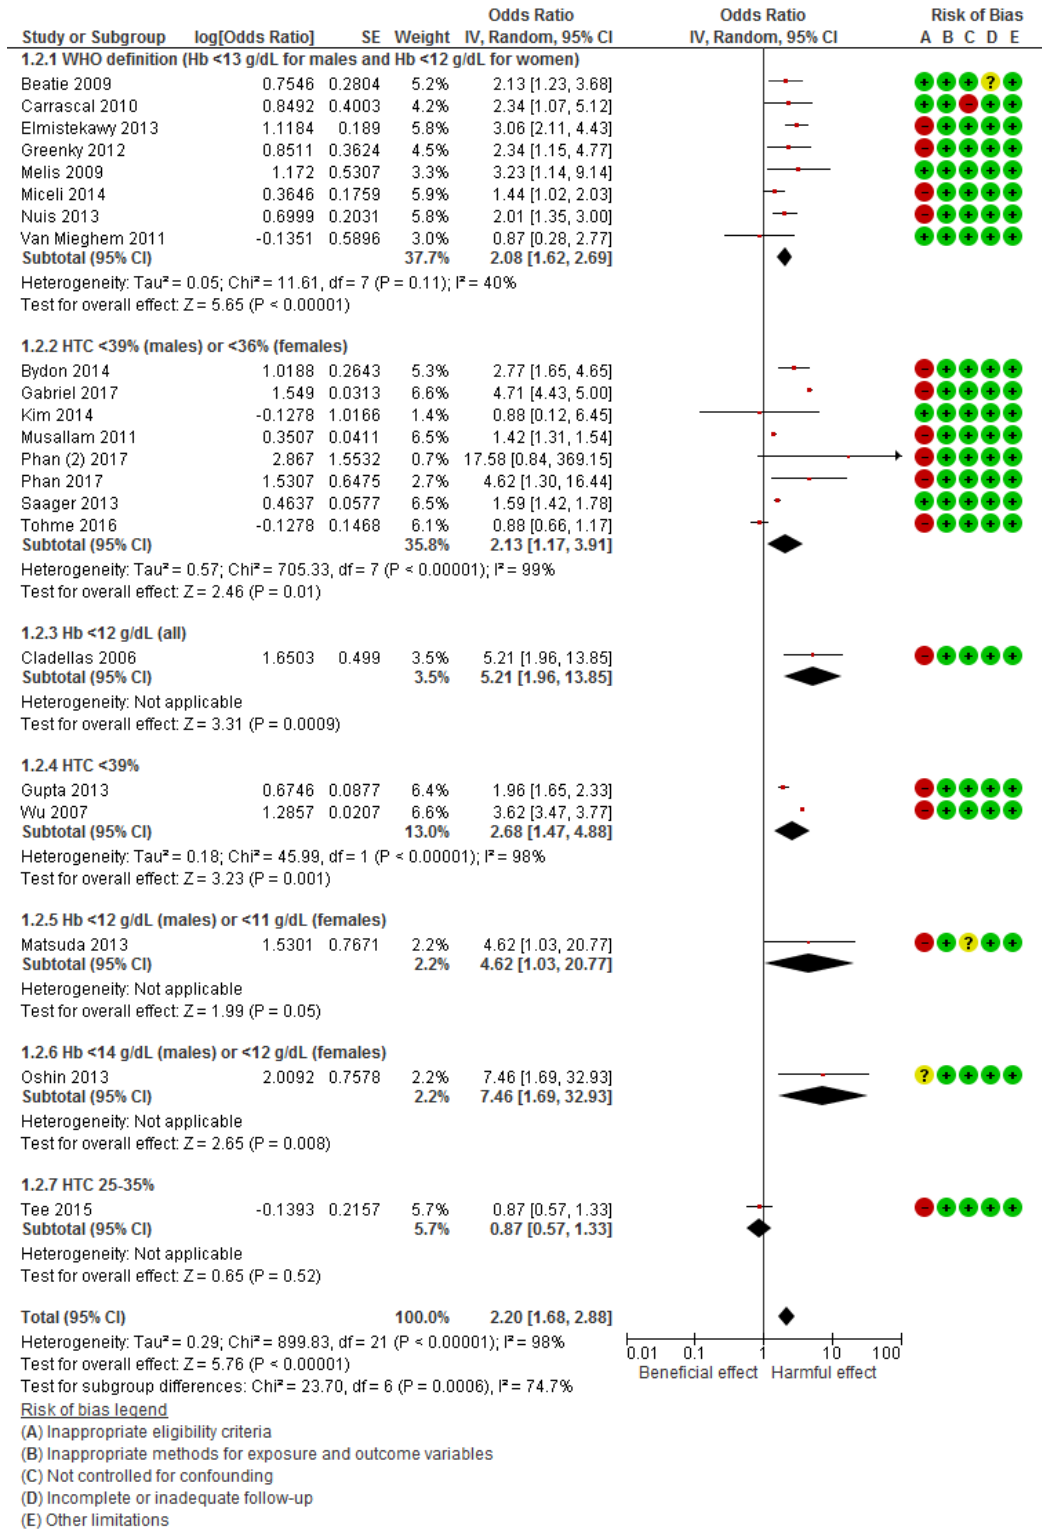 Odds Ratio Odds Ratio Risk of Bias
Study or Subgroup log[Odds Ratio] SE Weight IV, Random, 95% CI IV, Random, 95% CI A B C D E
1.2.1 WHO definition (Hb <13 g/dL for males and Hb <12 g/dL for women)
Beatie 2009 0.7546 0.2804 5.2% 2.13 [1.23, 3.68] + + + ? +
Carrascal 2010 0.8492 0.4003 4.2% 2.34 [1.07, 5.12] + + - + +
Elmistekawy 2013 1.1184 0.189 5.8% 3.06 [2.11, 4.43] - + + + +
Greenky 2012 0.8511 0.3624 4.5% 2.34 [1.15, 4.77] - + + + +
Melis 2009 1.172 0.5307 3.3% 3.23 [1.14, 9.14] + + + + +
Miceli 2014 0.3646 0.1759 5.9% 1.44 [1.02, 2.03] - + + + +
Nuis 2013 0.6999 0.2031 5.8% 2.01 [1.35, 3.00] - + + + +
Van Mieghem 2011 -0.1351 0.5896 3.0% 0.87 [0.28, 2.77] + + + + +
Subtotal (95% CI) 37.7% 2.08 [1.62, 2.69]
Heterogeneity: Tau² = 0.05; Chi² = 11.61, df = 7 (P = 0.11); I² = 40%
Test for overall effect: Z = 5.65 (P < 0.00001)
1.2.2 HTC <39% (males) or <36% (females)
Bydon 2014 1.0188 0.2643 5.3% 2.77 [1.65, 4.65] - + + + +
Gabriel 2017 1.549 0.0313 6.6% 4.71 [4.43, 5.00] - + + + +
Kim 2014 -0.1278 1.0166 1.4% 0.88 [0.12, 6.45] + + + + +
Musallam 2011 0.3507 0.0411 6.5% 1.42 [1.31, 1.54] - + + + +
Phan (2) 2017 2.867 1.5532 0.7% 17.58 [0.84, 369.15] - + + + +
Phan 2017 1.5307 0.6475 2.7% 4.62 [1.30, 16.44] - + + + +
Saager 2013 0.4637 0.0577 6.5% 1.59 [1.42, 1.78] + + + + +
Tohme 2016 -0.1278 0.1468 6.1% 0.88 [0.66, 1.17] - + + + +
Subtotal (95% CI) 35.8% 2.13 [1.17, 3.91]
Heterogeneity: Tau² = 0.57; Chi² = 705.33, df = 7 (P < 0.00001); I² = 99%
Test for overall effect: Z = 2.46 (P = 0.01)
1.2.3 Hb <12 g/dL (all)
Cladellas 2006 1.6503 0.499 3.5% 5.21 [1.96, 13.85] - + + + +
Subtotal (95% CI) 3.5% 5.21 [1.96, 13.85]
Heterogeneity: Not applicable
Test for overall effect: Z = 3.31 (P = 0.0009)
1.2.4 HTC <39%
Gupta 2013 0.6746 0.0877 6.4% 1.96 [1.65, 2.33] - + + + +
Wu 2007 1.2857 0.0207 6.6% 3.62 [3.47, 3.77] - + + + +
Subtotal (95% CI) 13.0% 2.68 [1.47, 4.88]
Heterogeneity: Tau² = 0.18; Chi² = 45.99, df = 1 (P < 0.00001); I² = 98%
Test for overall effect: Z = 3.23 (P = 0.001)
1.2.5 Hb <12 g/dL (males) or <11 g/dL (females)
Matsuda 2013 1.5301 0.7671 2.2% 4.62 [1.03, 20.77] - + ? + +
Subtotal (95% CI) 2.2% 4.62 [1.03, 20.77]
Heterogeneity: Not applicable
Test for overall effect: Z = 1.99 (P = 0.05)
1.2.6 Hb <14 g/dL (males) or <12 g/dL (females)
Oshin 2013 2.0092 0.7578 2.2% 7.46 [1.69, 32.93] ? + + + +
Subtotal (95% CI) 2.2% 7.46 [1.69, 32.93]
Heterogeneity: Not applicable
Test for overall effect: Z = 2.65 (P = 0.008)
1.2.7 HTC 25-35%
Tee 2015 -0.1393 0.2157 5.7% 0.87 [0.57, 1.33] - + + + +
Subtotal (95% CI) 5.7% 0.87 [0.57, 1.33]
Heterogeneity: Not applicable
Test for overall effect: Z = 0.65 (P = 0.52)
Total (95% CI) 100.0% 2.20 [1.68, 2.88]
Heterogeneity: Tau² = 0.29; Chi² = 899.83, df = 21 (P < 0.00001); I² = 98%
Test for overall effect: Z = 5.76 (P < 0.00001)
Test for subgroup differences: Chi² = 23.70, df = 6 (P = 0.0006), I² = 74.7%
0.01 0.1 1 10 100
Beneficial effect Harmful effect
Risk of bias legend
(A) Inappropriate eligibility criteria
(B) Inappropriate methods for exposure and outcome variables
(C) Not controlled for confounding
(D) Incomplete or inadequate follow-up
(E) Other limitations